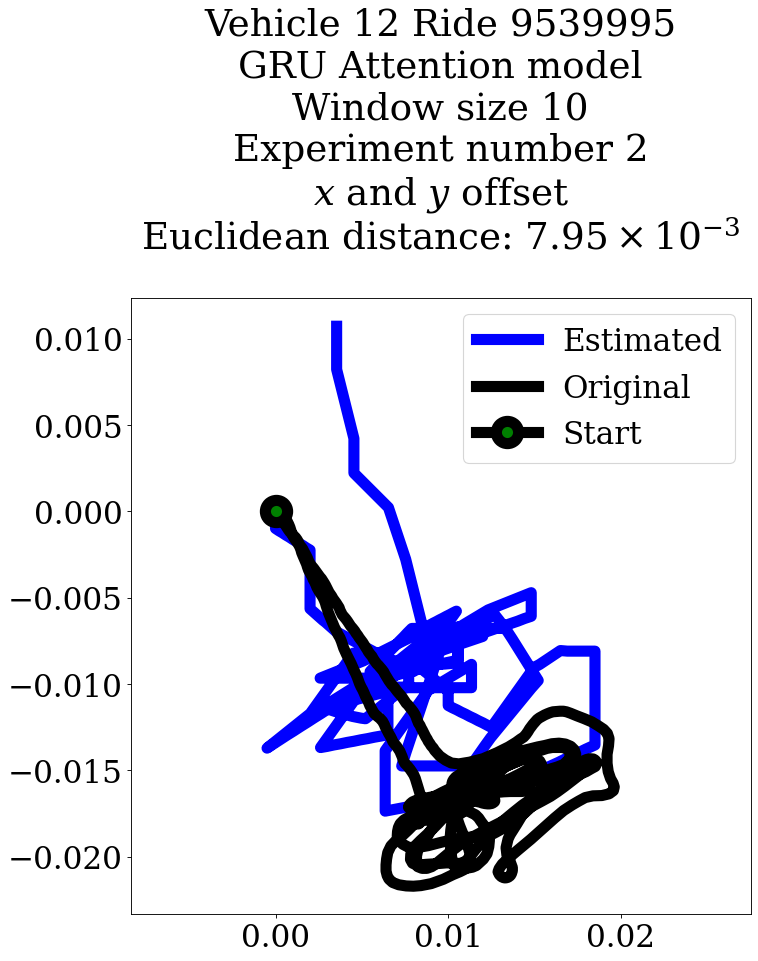 Vehicle 12 Ride 9539995
GRU Attention model
Window size 10
Experiment number 2
x and y offset
Euclidean distance: 7.95 × 10⁻³
Estimated
Original
Start
0.010
0.005
0.000
−0.005
−0.010
−0.015
−0.020
0.00 0.01 0.02